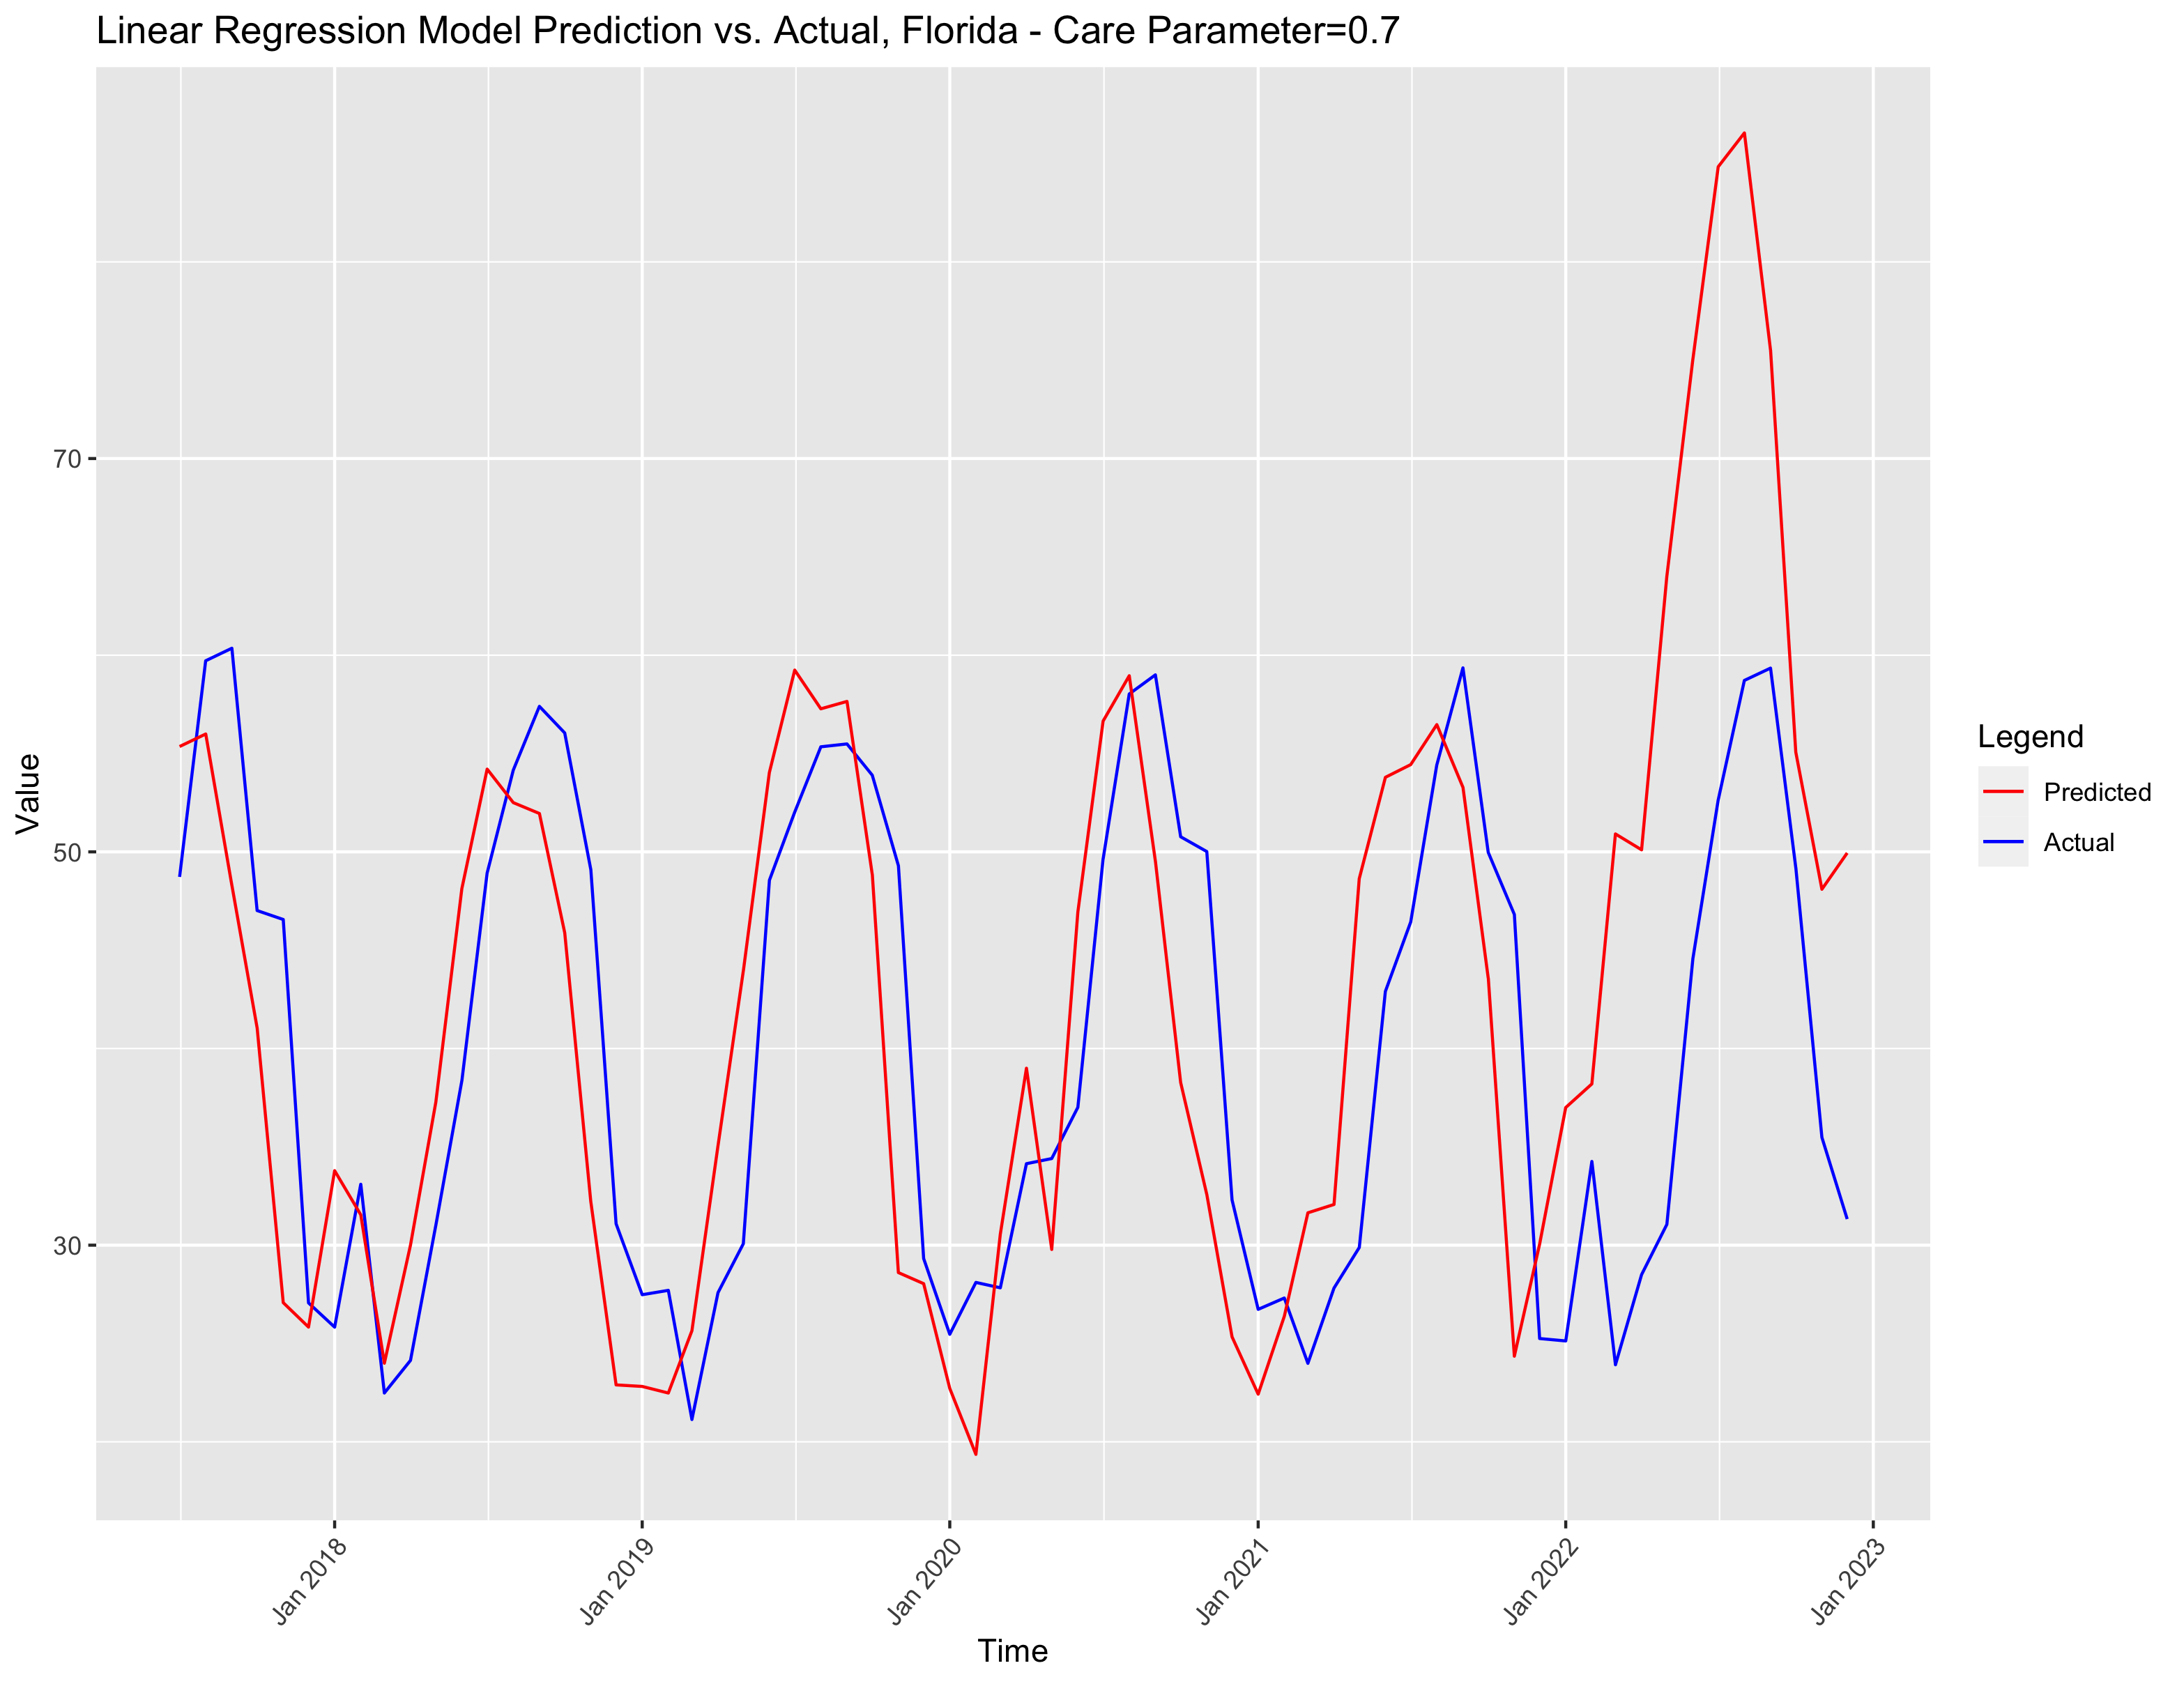 Linear Regression Model Prediction vs. Actual, Florida - Care Parameter=0.7
Value
70
50
30
Jan 2018
Jan 2019
Jan 2020
Jan 2021
Jan 2022
Jan 2023
Time
Legend
Predicted
Actual